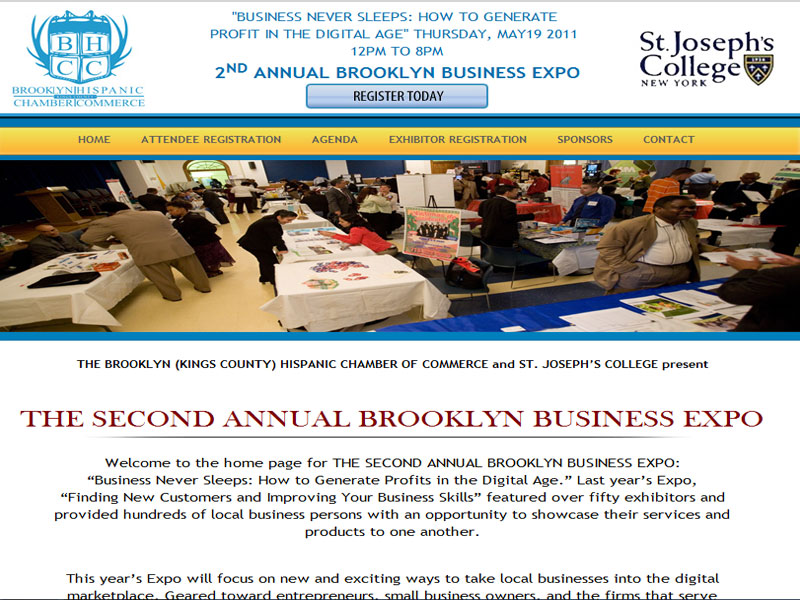 "BUSINESS NEVER SLEEPS: HOW TO GENERATE
PROFIT IN THE DIGITAL AGE" THURSDAY, MAY19 2011
12PM TO 8PM
2ND ANNUAL BROOKLYN BUSINESS EXPO
REGISTER TODAY
B H
C C
BROOKLYN HISPANIC
CHAMBER COMMERCE
St. Joseph's
College
NEW YORK
HOME
ATTENDEE REGISTRATION
AGENDA
EXHIBITOR REGISTRATION
SPONSORS
CONTACT
THE BROOKLYN (KINGS COUNTY) HISPANIC CHAMBER OF COMMERCE and ST. JOSEPH'S COLLEGE present
THE SECOND ANNUAL BROOKLYN BUSINESS EXPO
Welcome to the home page for THE SECOND ANNUAL BROOKLYN BUSINESS EXPO:
“Business Never Sleeps: How to Generate Profits in the Digital Age.” Last year’s Expo,
“Finding New Customers and Improving Your Business Skills” featured over fifty exhibitors and
provided hundreds of local business persons with an opportunity to showcase their services and
products to one another.
This year’s Expo will focus on new and exciting ways to take local businesses into the digital
marketplace. Geared toward entrepreneurs, small business owners, and the firms that serve